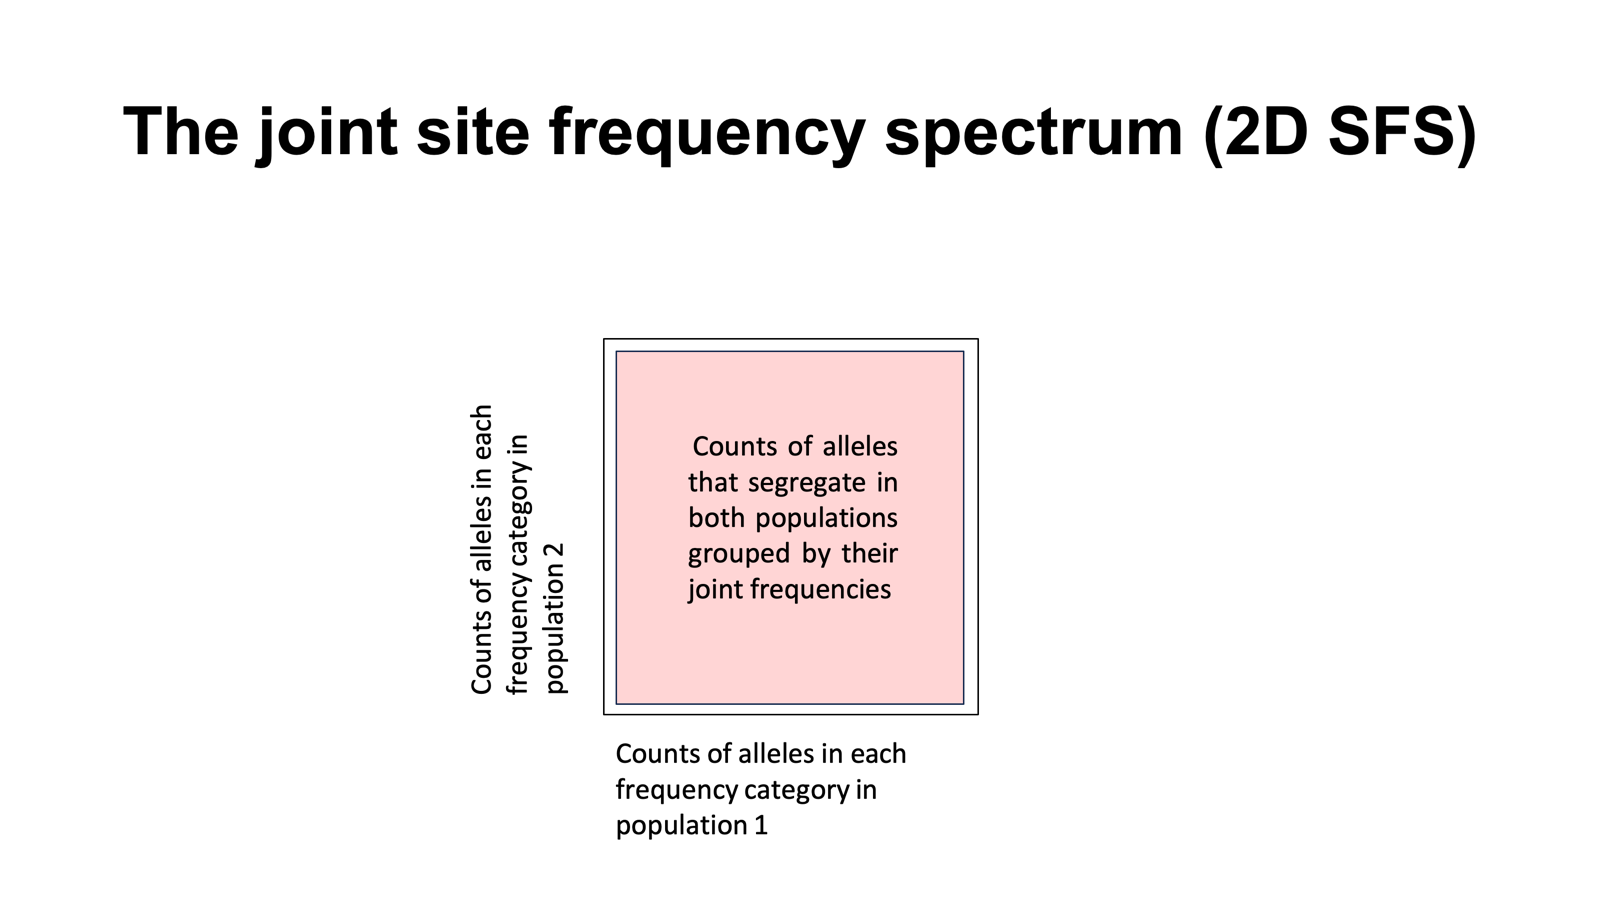 The joint site frequency spectrum (2D SFS)
Counts of alleles in each
frequency category in
population 2
Counts of alleles
that segregate in
both populations
grouped by their
joint frequencies
Counts of alleles in each
frequency category in
population 1